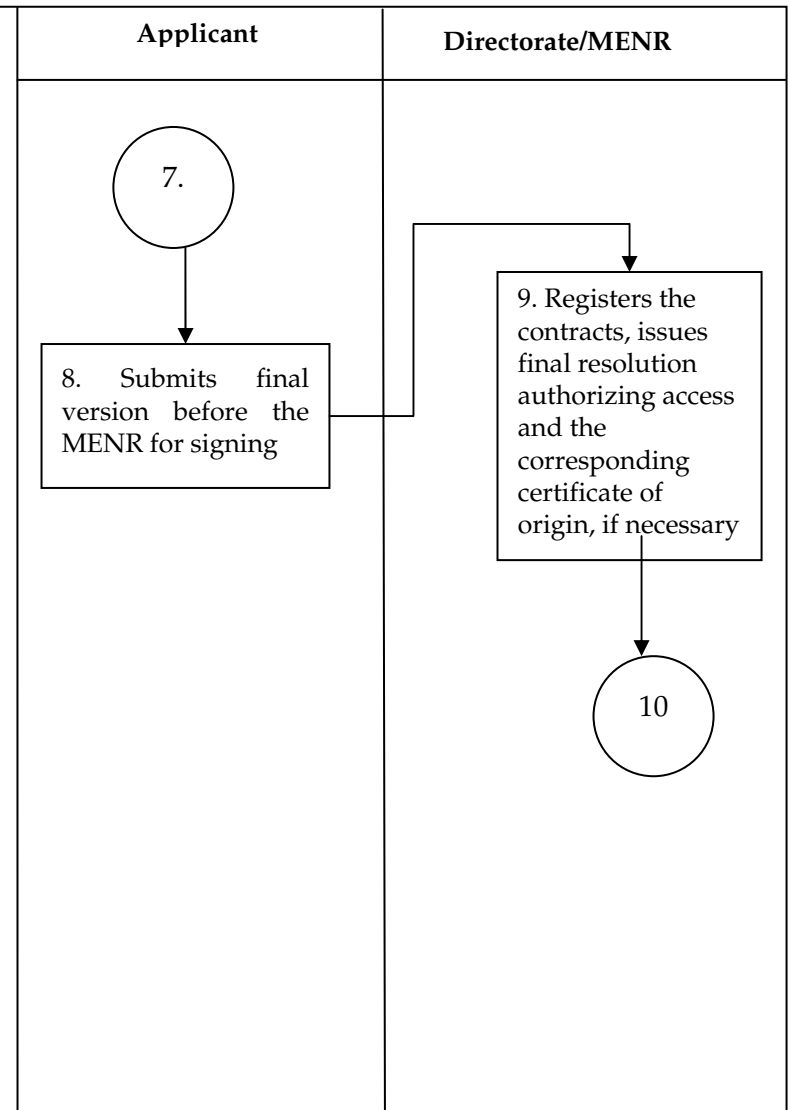 Applicant
Directorate/MENR
7.
8. Submits final
version before the
MENR for signing
9. Registers the
contracts, issues
final resolution
authorizing access
and the
corresponding
certificate of
origin, if necessary
10